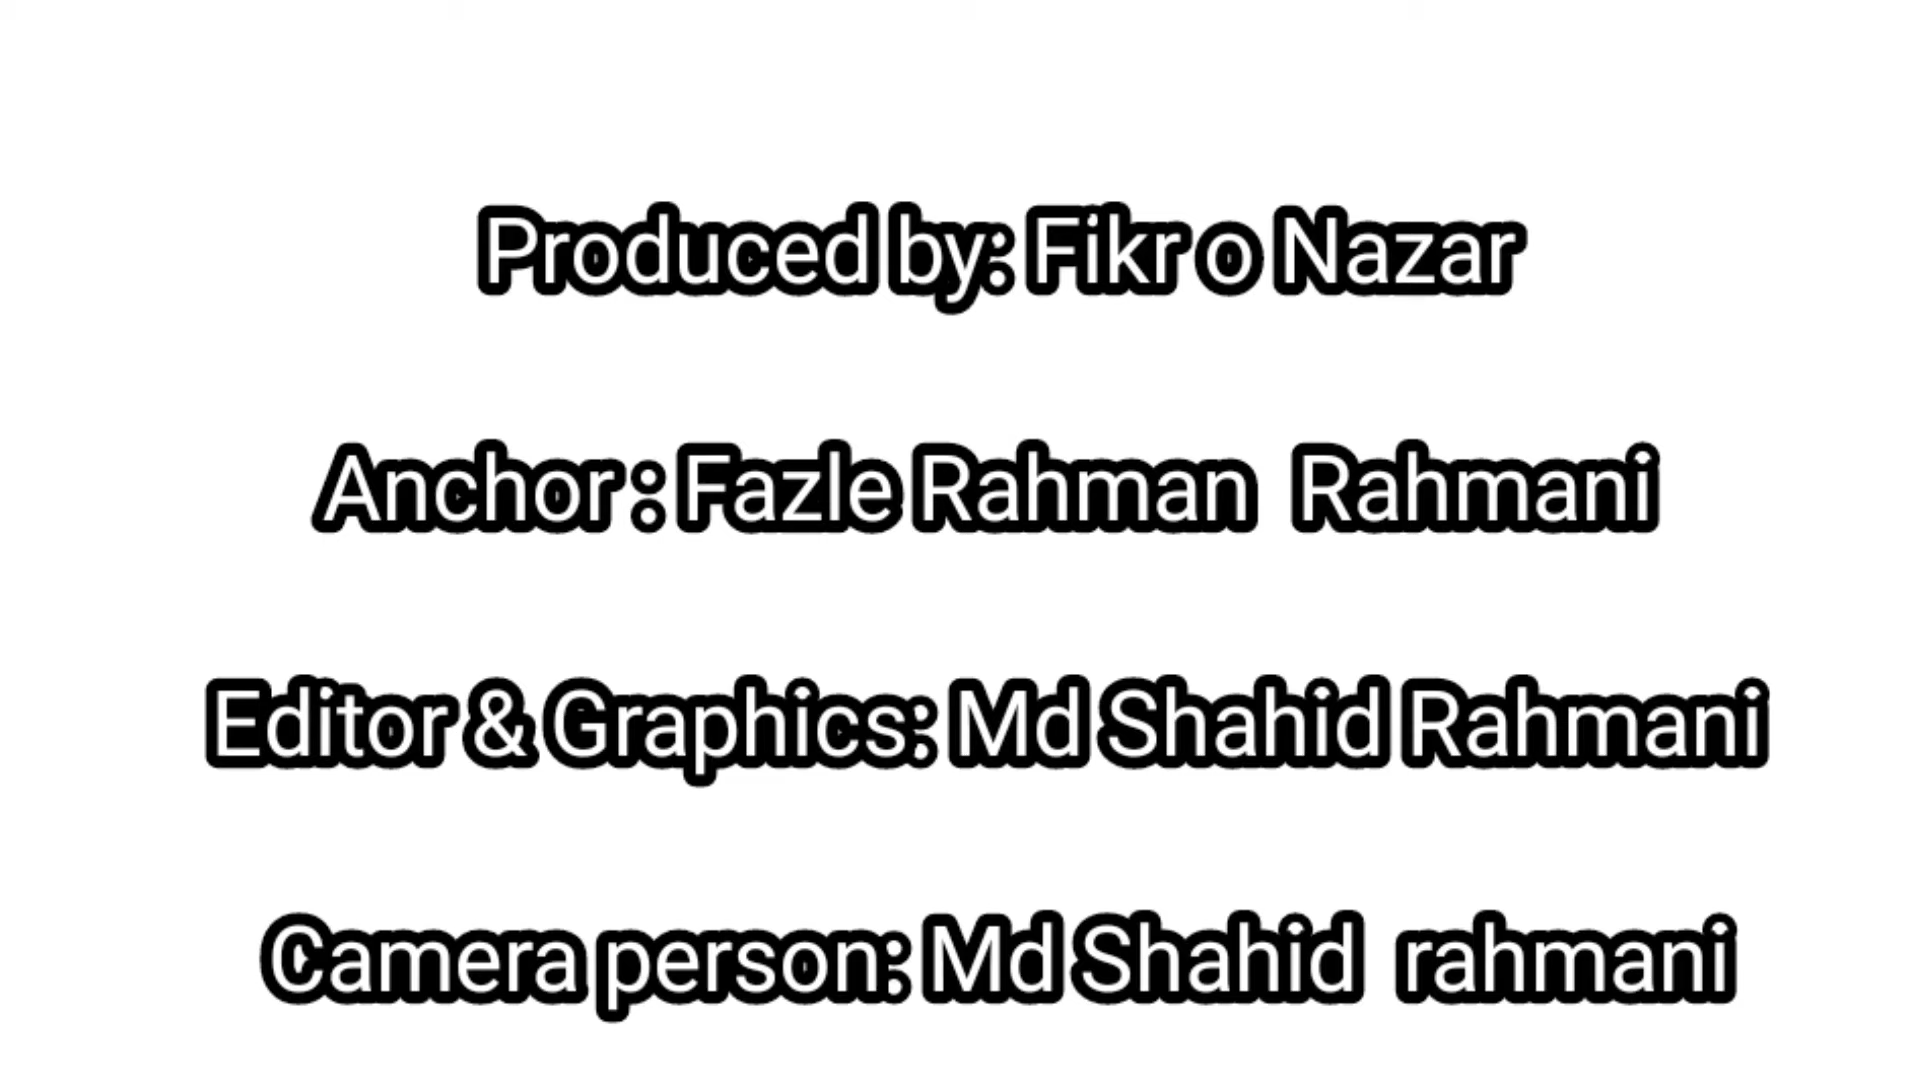 Produced by: Fikr o Nazar
Anchor : Fazle Rahman Rahmani
Editor & Graphics: Md Shahid Rahmani
Camera person: Md Shahid rahmani